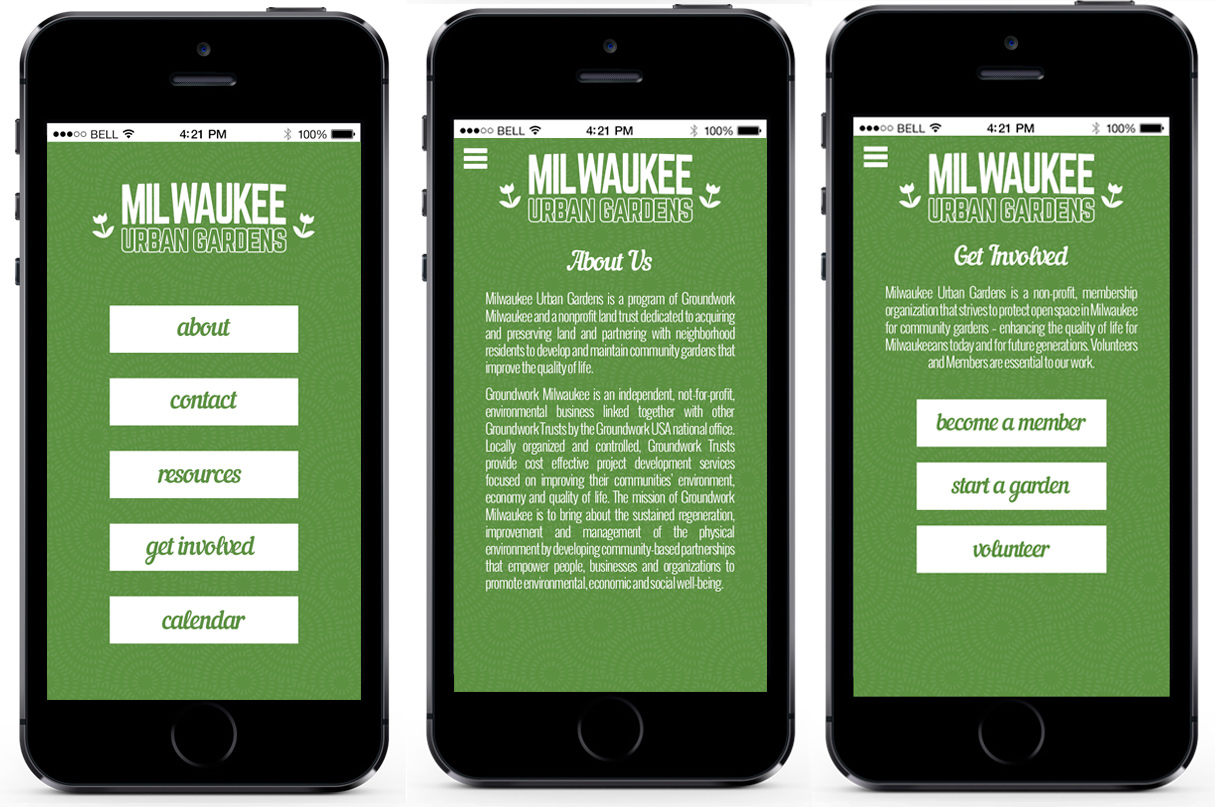 BELL 4:21 PM 100%
MILWAUKEE
URBAN GARDENS
about
contact
resources
get involved
calendar
BELL 4:21 PM 100%
MILWAUKEE
URBAN GARDENS
About Us
Milwaukee Urban Gardens is a program of Groundwork
Milwaukee and a nonprofit land trust dedicated to acquiring
and preserving land and partnering with neighborhood
residents to develop and maintain community gardens that
improve the quality of life.
Groundwork Milwaukee is an independent, not-for-profit,
environmental business linked together with other
Groundwork Trusts by the Groundwork USA national office.
Locally organized and controlled, Groundwork Trusts
provide cost effective project development services
focused on improving their communities' environment,
economy and quality of life. The mission of Groundwork
Milwaukee is to bring about the sustained regeneration,
improvement and management of the physical
environment by developing community-based partnerships
that empower people, businesses and organizations to
promote environmental, economic and social well-being.
BELL 4:21 PM 100%
MILWAUKEE
URBAN GARDENS
Get Involved
Milwaukee Urban Gardens is a non-profit, membership
organization that strives to protect open space in Milwaukee
for community gardens – enhancing the quality of life for
Milwaukeeans today and for future generations. Volunteers
and Members are essential to our work.
become a member
start a garden
volunteer